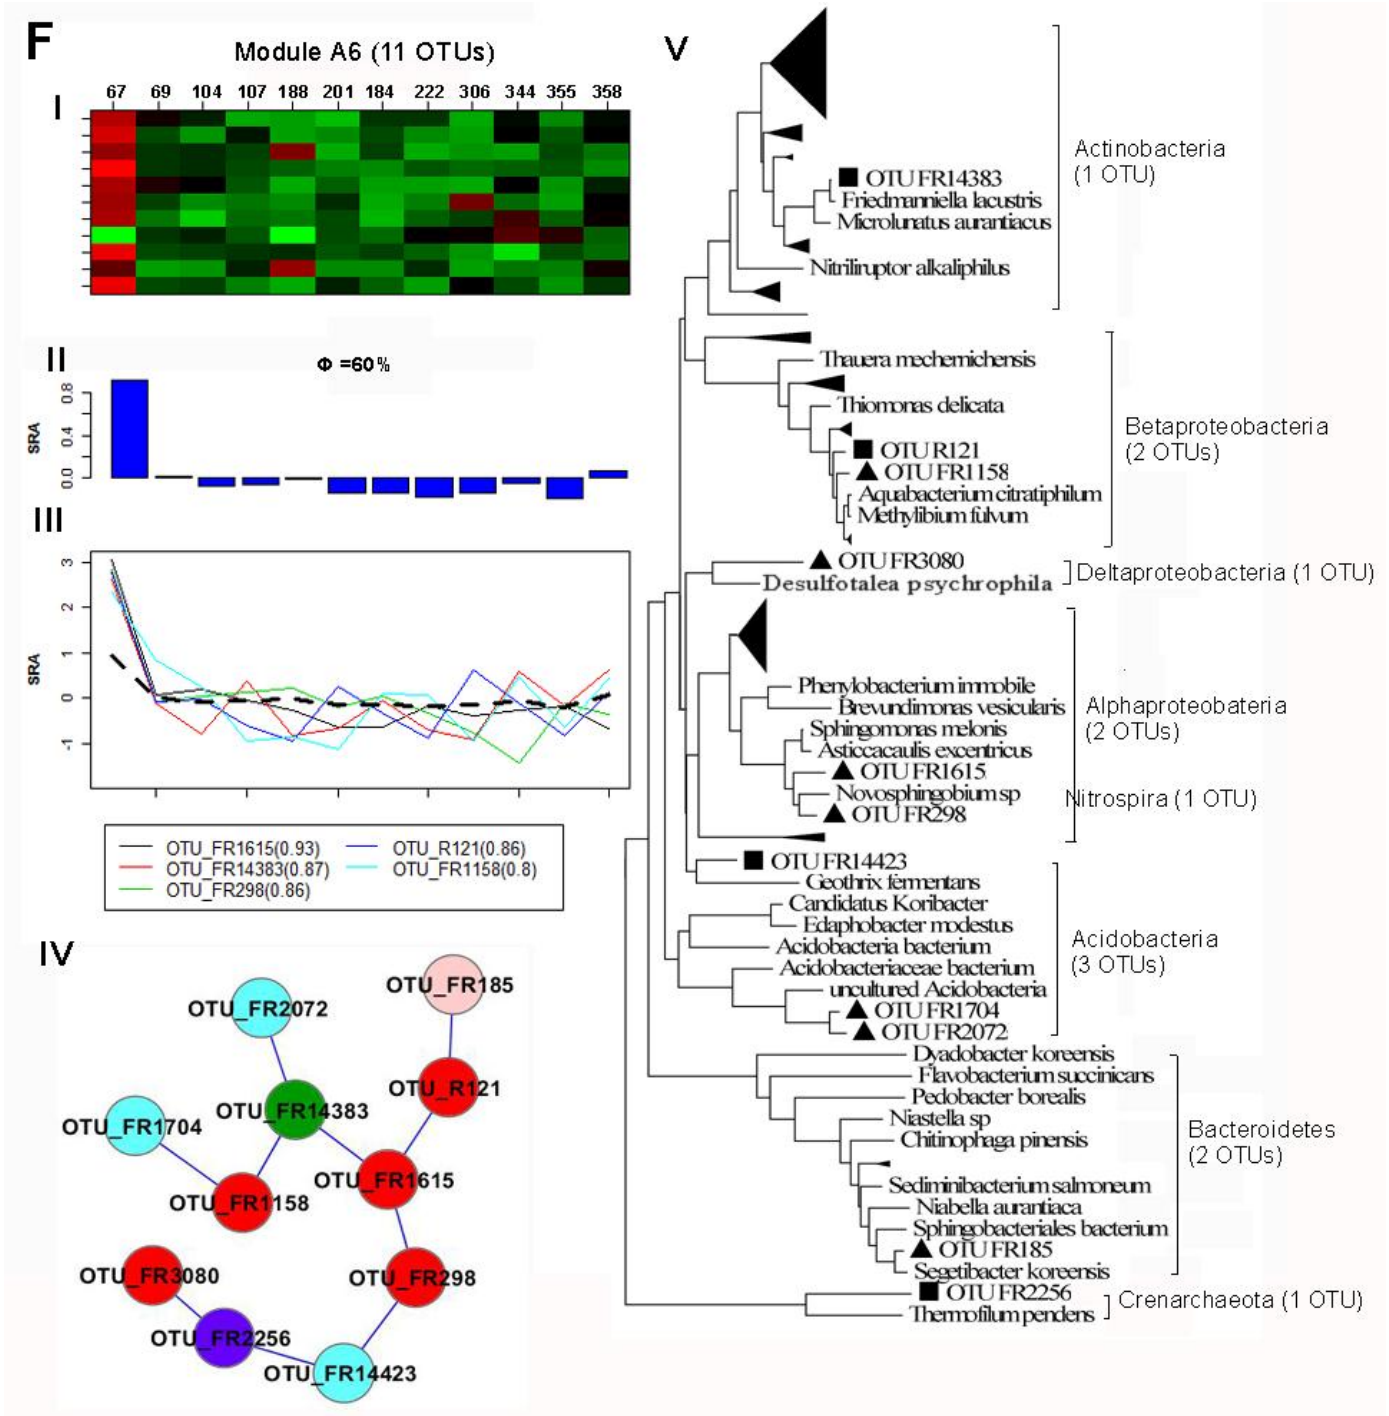 F
Module A6 (11 OTUs)
I
67 69 104 107 188 201 184 222 306 344 355 358
II
Φ =60%
SRA
0.8
0.4
0.0
III
SRA
3
2
1
0
-1
OTU_FR1615(0.93)
OTU_FR14383(0.87)
OTU_FR298(0.86)
OTU_R121(0.86)
OTU_FR1158(0.8)
IV
OTU_FR185
OTU_FR2072
OTU_R121
OTU_FR14383
OTU_FR1704
OTU_FR1615
OTU_FR1158
OTU_FR3080
OTU_FR298
OTU_FR2256
OTU_FR14423
V
OTU FR14383
Friedmanniella lacustris
Microlunatus aurantiacus
Nitriliruptor alkaliphilus
Actinobacteria
(1 OTU)
Thauera mechernichensis
Thiomonas delicata
OTU R121
OTU FR1158
Aquabacterium citratiphilum
Methylibium fulvum
Betaproteobacteria
(2 OTUs)
OTU FR3080
Desulfotalea psychrophila
Deltaproteobacteria (1 OTU)
Phenylobacterium immobile
Brevundimonas vesicularis
Sphingomonas melonis
Asticcacaulis excentricus
OTU FR1615
Novosphingobium sp
OTU FR298
Alphaproteobateria
(2 OTUs)
Nitrospira (1 OTU)
OTU FR14423
Geothrix fermentans
Candidatus Koribacter
Edaphobacter modestus
Acidobacteria bacterium
Acidobacteriaceae bacterium
uncultured Acidobacteria
OTU FR1704
OTU FR2072
Acidobacteria
(3 OTUs)
Dyadobacter koreensis
Flavobacterium succinicans
Pedobacter borealis
Niastella sp
Chitinophaga pinensis
Sediminibacterium salmoneum
Niabella aurantiaca
Sphingobacteriales bacterium
OTU FR185
Segetibacter koreensis
Bacteroidetes
(2 OTUs)
OTU FR2256
Thermofilum pendens
Crenarchaeota (1 OTU)